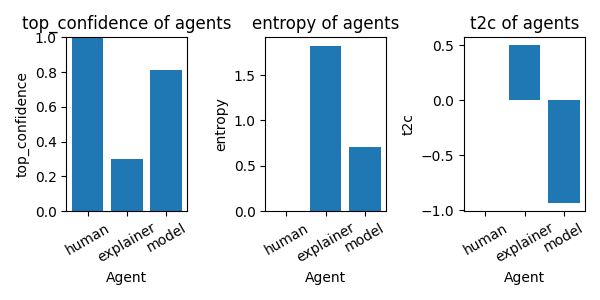 top_confidence of agents
1.0
0.8
0.6
0.4
0.2
0.0
top_confidence
human
explainer
model
Agent
entropy of agents
1.5
1.0
0.5
0.0
entropy
human
explainer
model
Agent
t2c of agents
0.5
0.0
−0.5
−1.0
t2c
human
explainer
model
Agent